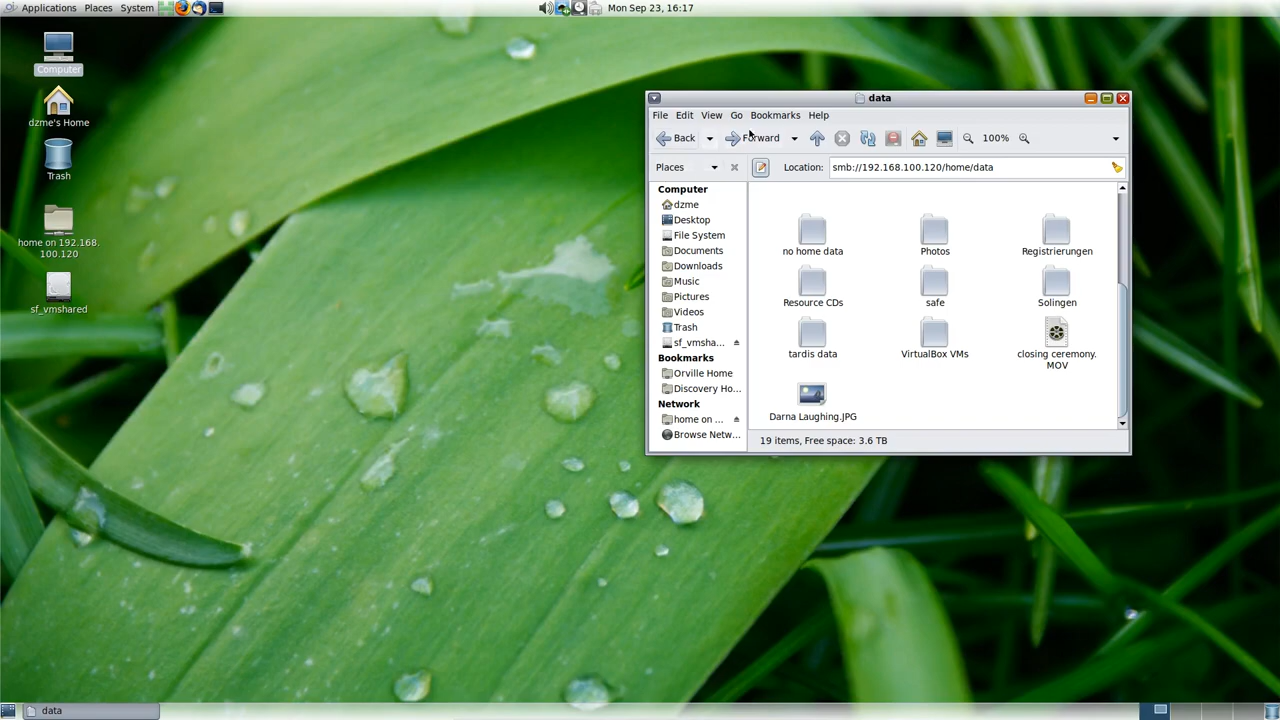 Applications Places System
Mon Sep 23, 16:17
Computer
dzme's Home
Trash
home on 192.168.
100.120
sf_vmshared
data
File Edit View Go Bookmarks Help
Back Forward 100%
Places Location: smb://192.168.100.120/home/data
Computer
dzme
Desktop
File System
Documents
Downloads
Music
Pictures
Videos
Trash
sf_vmsha...
Bookmarks
Orville Home
Discovery Ho...
Network
home on ...
Browse Netw...
no home data Photos Registrierungen
Resource CDs safe Solingen
tardis data VirtualBox VMs closing ceremony.
MOV
Darna Laughing.JPG
19 items, Free space: 3.6 TB
data